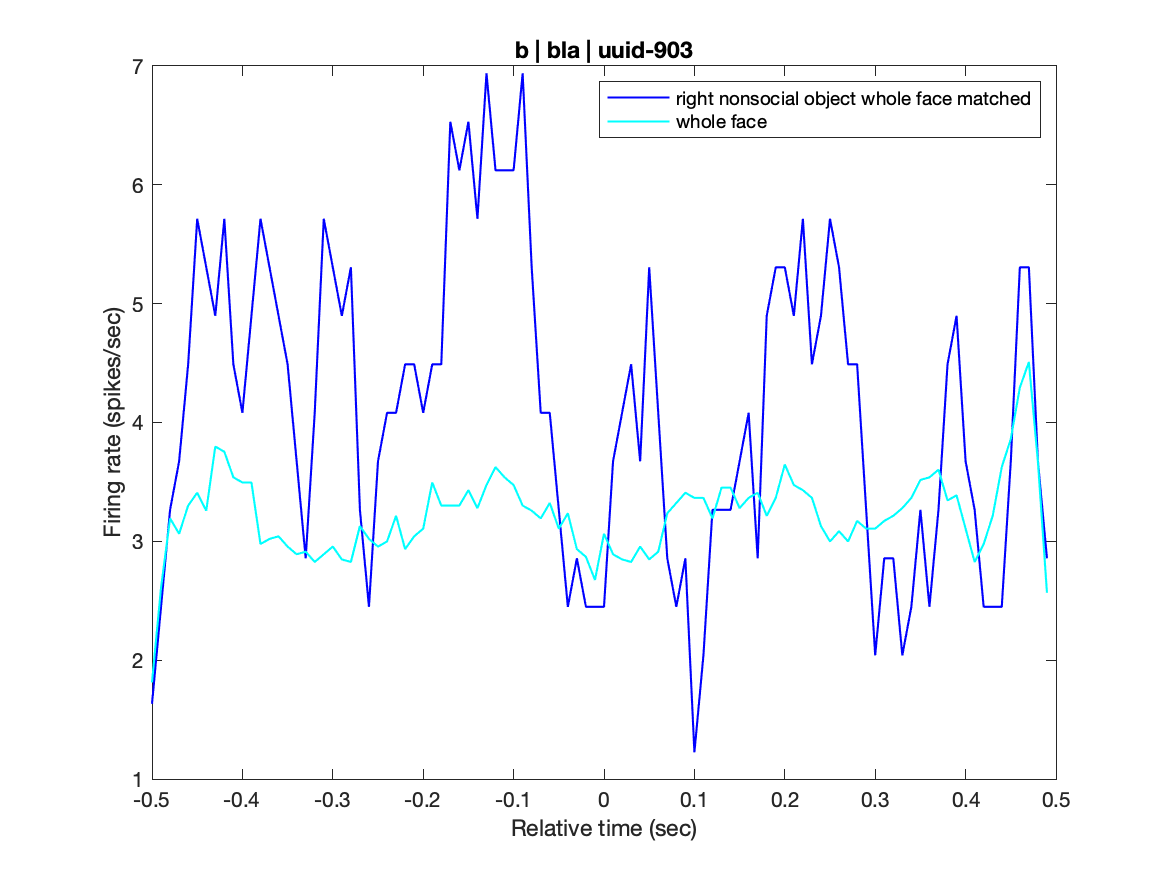 b | bla | uuid-903
right nonsocial object whole face matched
whole face
Firing rate (spikes/sec)
7
6
5
4
3
2
1
-0.5 -0.4 -0.3 -0.2 -0.1 0 0.1 0.2 0.3 0.4 0.5
Relative time (sec)